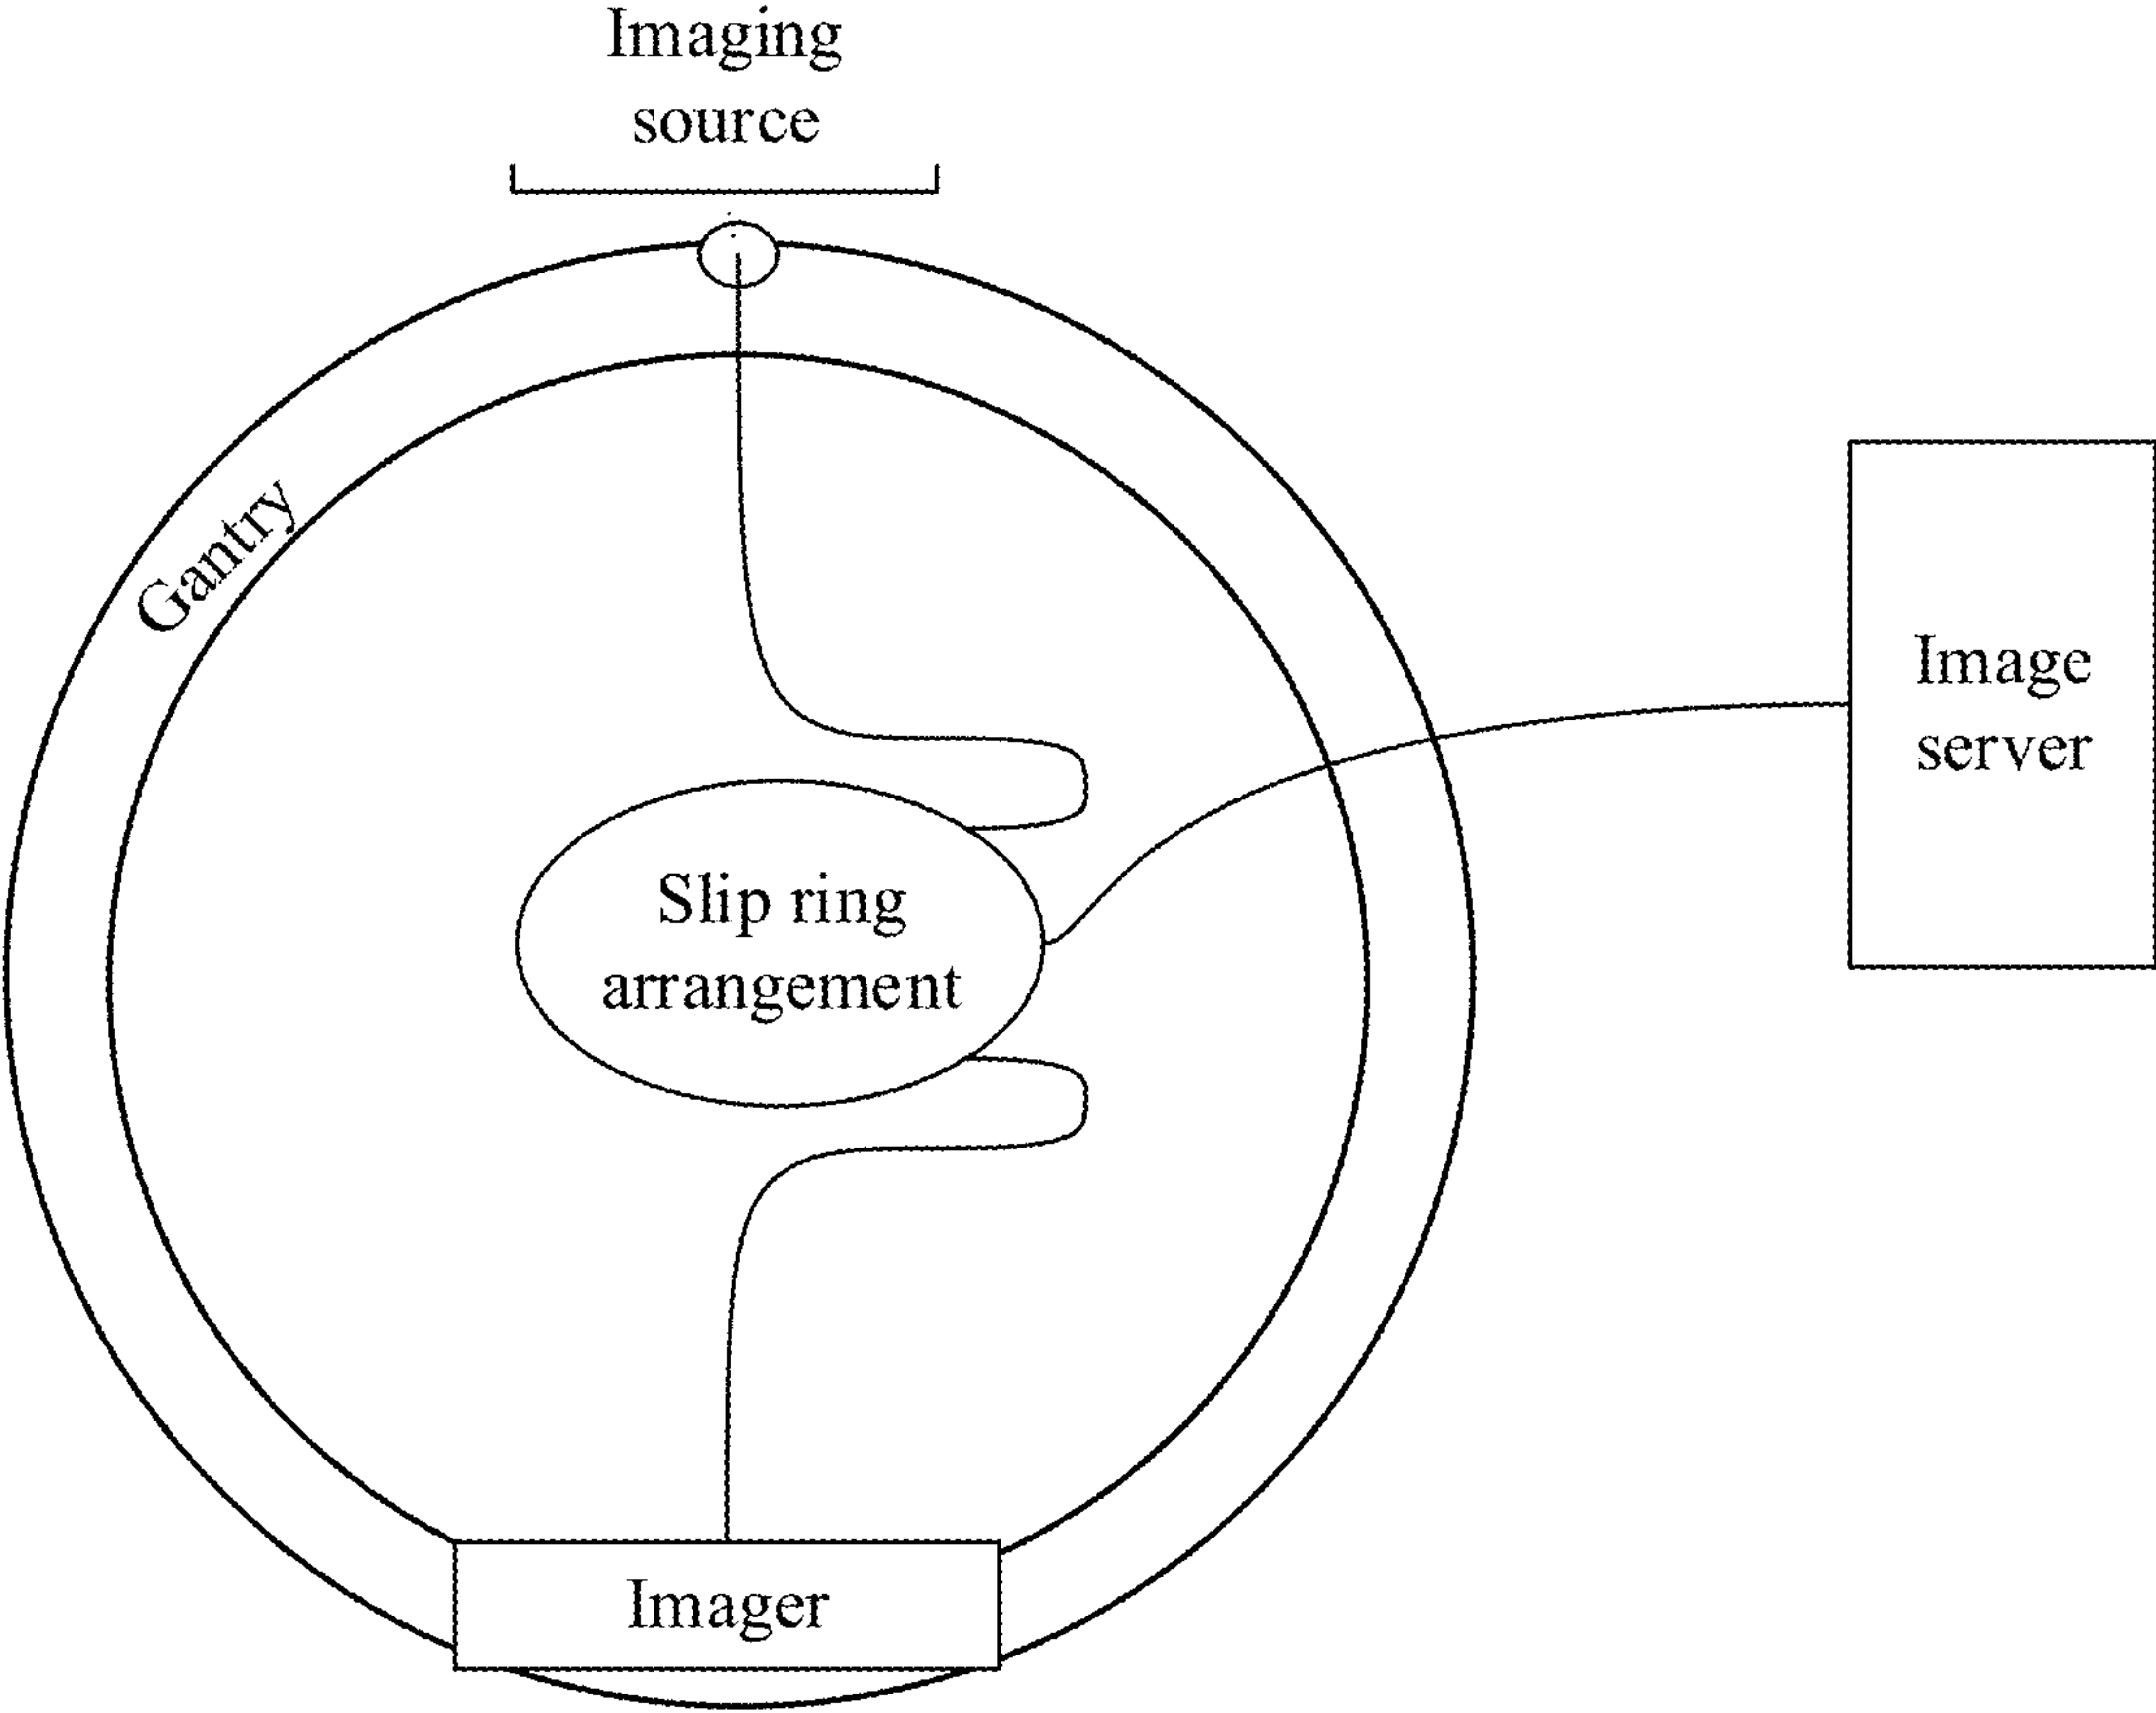 Imaging
source
Gantry
Image
server
Slip ring
arrangement
Imager